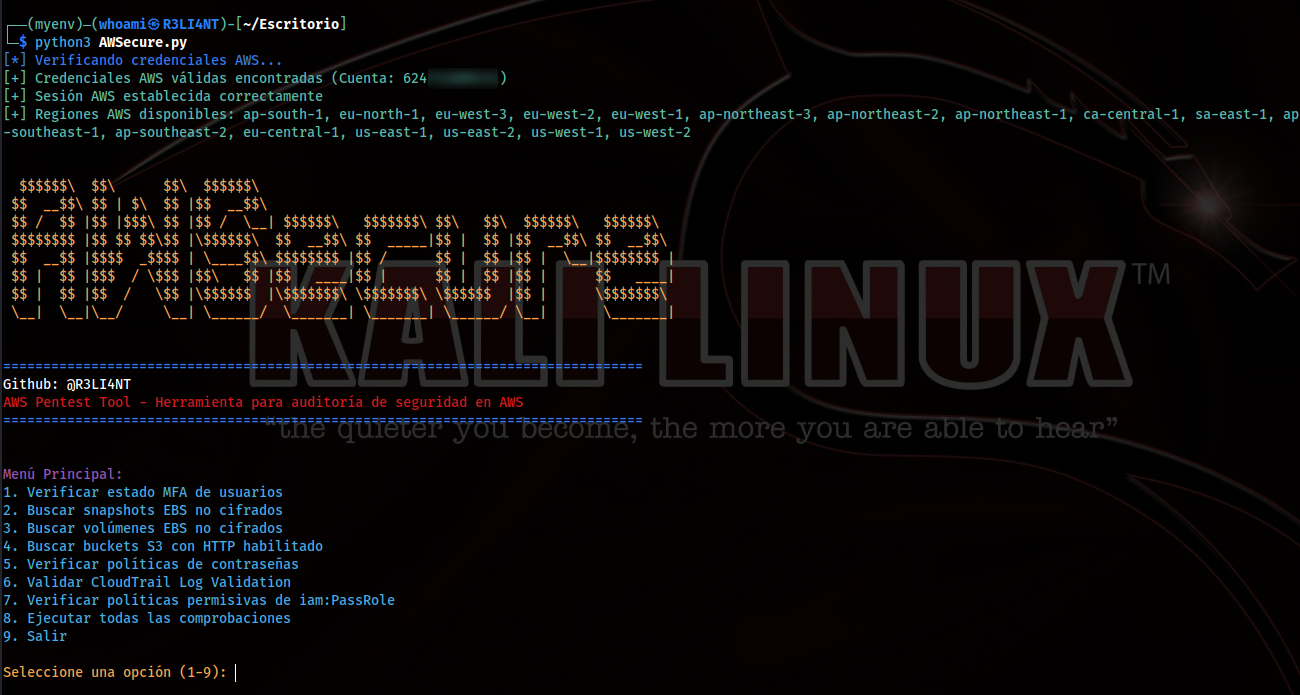 (myenv)-(whoami㉿R3LI4NT)-[~/Escritorio]
$ python3 AWSecure.py
[*] Verificando credenciales AWS...
[+] Credenciales AWS válidas encontradas (Cuenta: 624 )
[+] Sesión AWS establecida correctamente
[+] Regiones AWS disponibles: ap-south-1, eu-north-1, eu-west-3, eu-west-2, eu-west-1, ap-northeast-3, ap-northeast-2, ap-northeast-1, ca-central-1, sa-east-1, ap
-southeast-1, ap-southeast-2, eu-central-1, us-east-1, us-east-2, us-west-1, us-west-2
AWSecure
KALI LINUX™
"the quieter you become, the more you are able to hear"
================================================================================
Github: @R3LI4NT
AWS Pentest Tool - Herramienta para auditoría de seguridad en AWS
================================================================================
Menú Principal:
1. Verificar estado MFA de usuarios
2. Buscar snapshots EBS no cifrados
3. Buscar volúmenes EBS no cifrados
4. Buscar buckets S3 con HTTP habilitado
5. Verificar políticas de contraseñas
6. Validar CloudTrail Log Validation
7. Verificar políticas permisivas de iam:PassRole
8. Ejecutar todas las comprobaciones
9. Salir
Seleccione una opción (1-9):